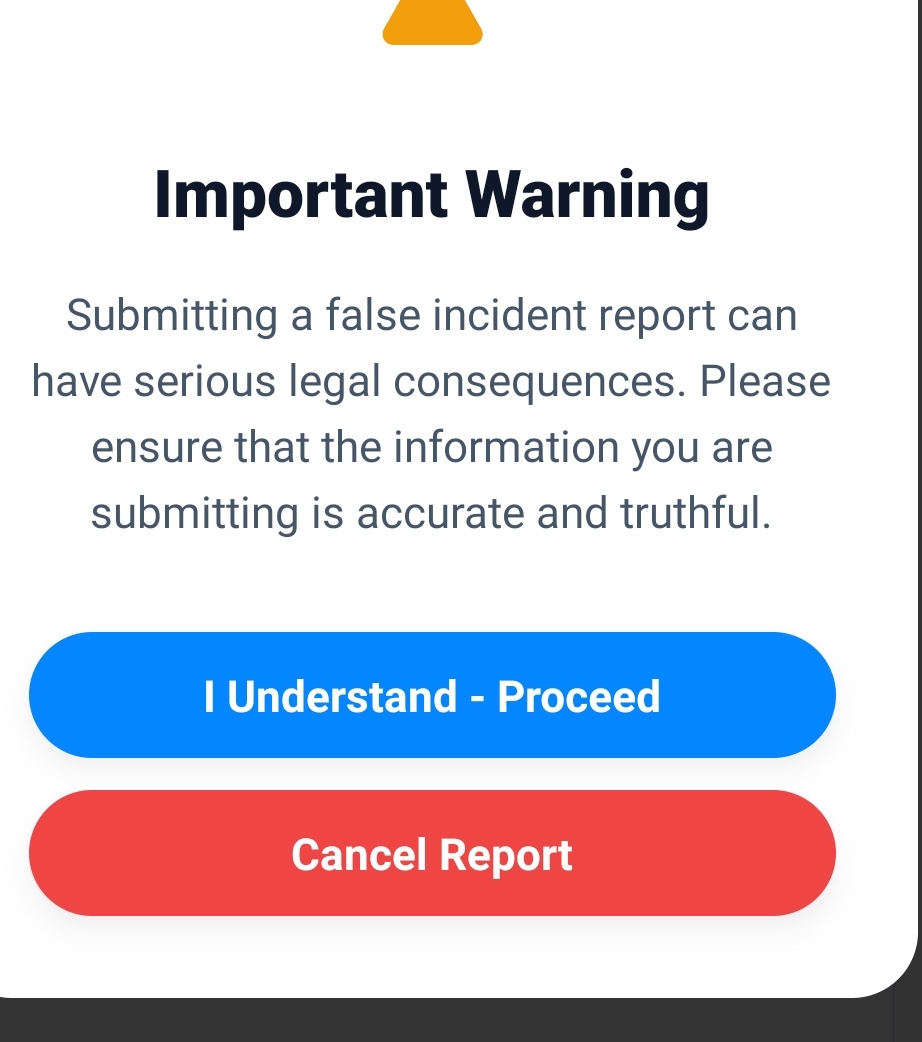 Important Warning
Submitting a false incident report can
have serious legal consequences. Please
ensure that the information you are
submitting is accurate and truthful.
I Understand - Proceed
Cancel Report